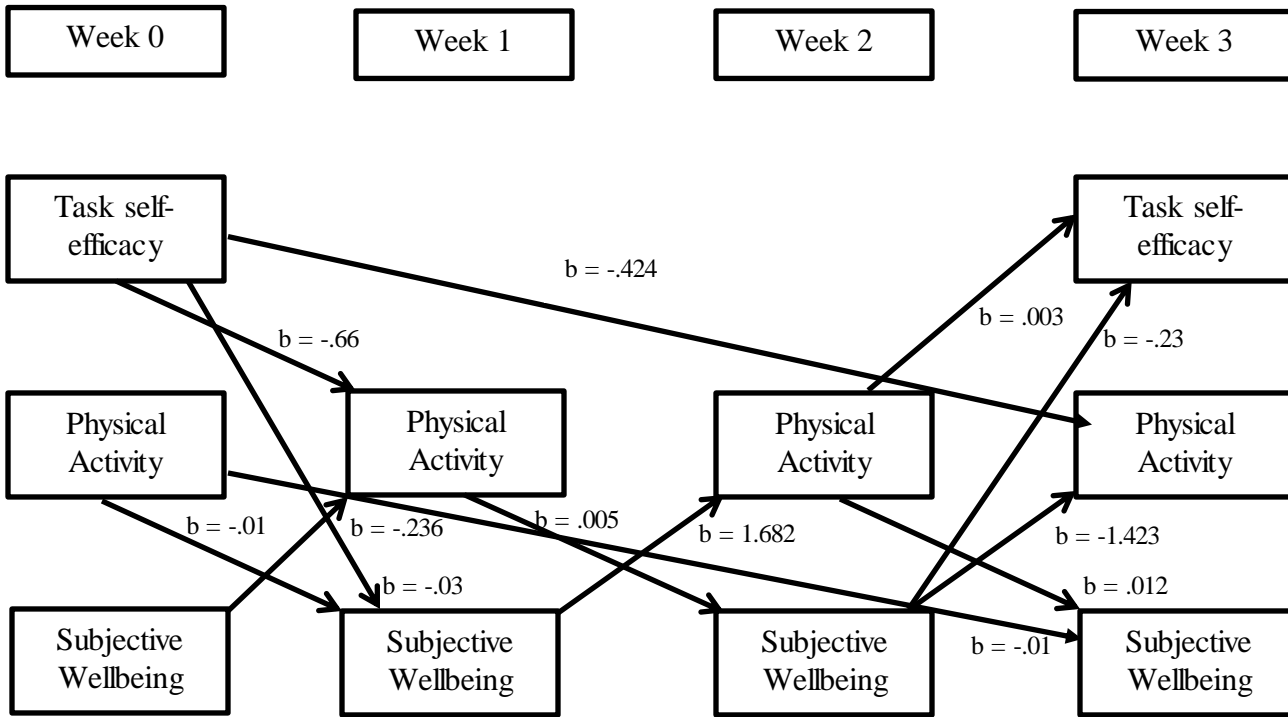 Week 0
Week 1
Week 2
Week 3
Task self-
efficacy
Task self-
efficacy
b = -.424
b = .003
b = -.66
b = -.23
Physical
Activity
Physical
Activity
Physical
Activity
Physical
Activity
b = -.01
b = -.236
b = .005
b = 1.682
b = -1.423
b = -.03
b = .012
Subjective
Wellbeing
Subjective
Wellbeing
Subjective
Wellbeing
b = -.01
Subjective
Wellbeing